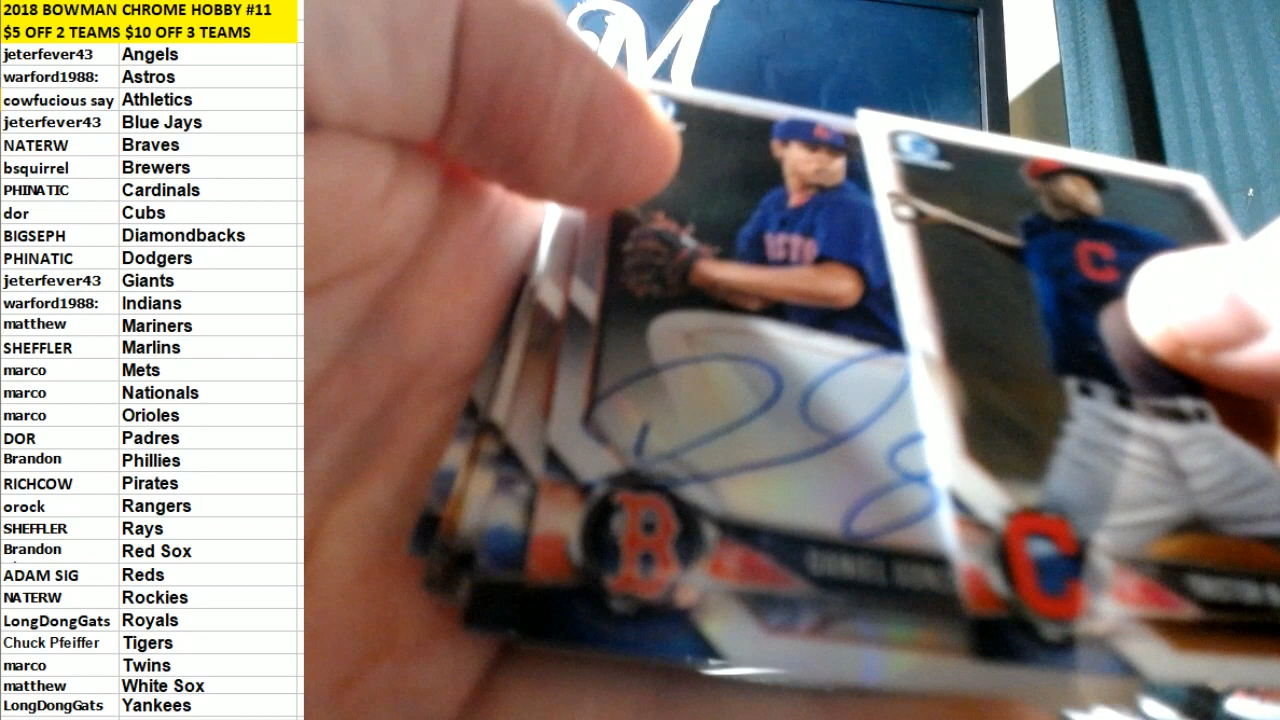 2018 BOWMAN CHROME HOBBY #11
$5 OFF 2 TEAMS $10 OFF 3 TEAMS
jeterfever43 Angels
warford1988: Astros
cowfucious say Athletics
jeterfever43 Blue Jays
NATERW Braves
bsquirrel Brewers
PHINATIC Cardinals
dor Cubs
BIGSEPH Diamondbacks
PHINATIC Dodgers
jeterfever43 Giants
warford1988: Indians
matthew Mariners
SHEFFLER Marlins
marco Mets
marco Nationals
marco Orioles
DOR Padres
Brandon Phillies
RICHCOW Pirates
orock Rangers
SHEFFLER Rays
Brandon Red Sox
ADAM SIG Reds
NATERW Rockies
LongDongGats Royals
Chuck Pfeiffer Tigers
marco Twins
matthew White Sox
LongDongGats Yankees
M
B
C
C
DANIEL